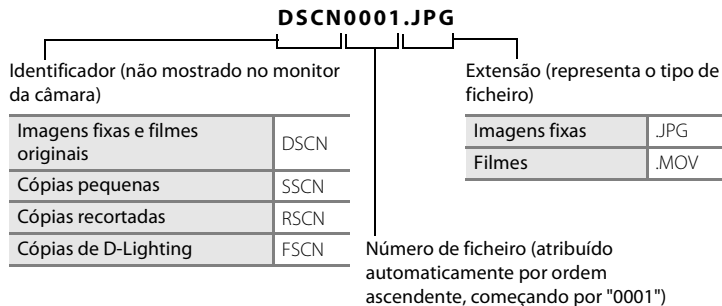 DSCN0001.JPG
Identificador (não mostrado no monitor
da câmara)
Imagens fixas e filmes
originais
DSCN
Cópias pequenas
SSCN
Cópias recortadas
RSCN
Cópias de D-Lighting
FSCN
Extensão (representa o tipo de
ficheiro)
Imagens fixas
.JPG
Filmes
.MOV
Número de ficheiro (atribuído
automaticamente por ordem
ascendente, começando por "0001")